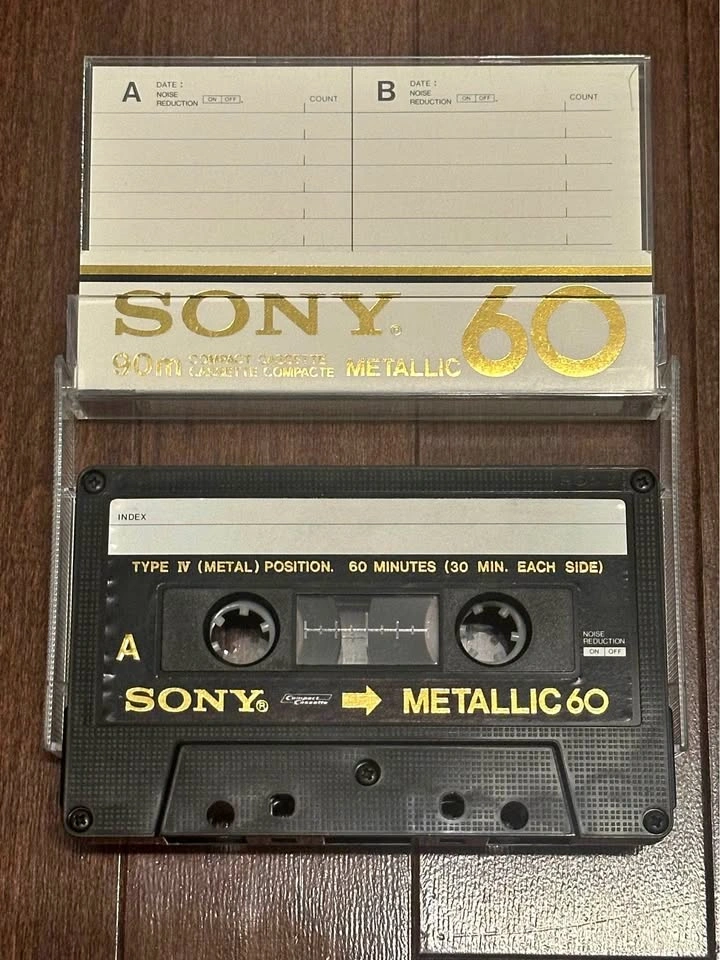 A DATE :
NOISE REDUCTION ON OFF COUNT
B DATE :
NOISE REDUCTION ON OFF COUNT
SONY® 60
90m COMPACT CASSETTE
CASSETTE COMPACTE METALLIC
INDEX
TYPE IV (METAL) POSITION. 60 MINUTES (30 MIN. EACH SIDE)
A
NOISE
REDUCTION
ON OFF
SONY® Compact Cassette METALLIC 60